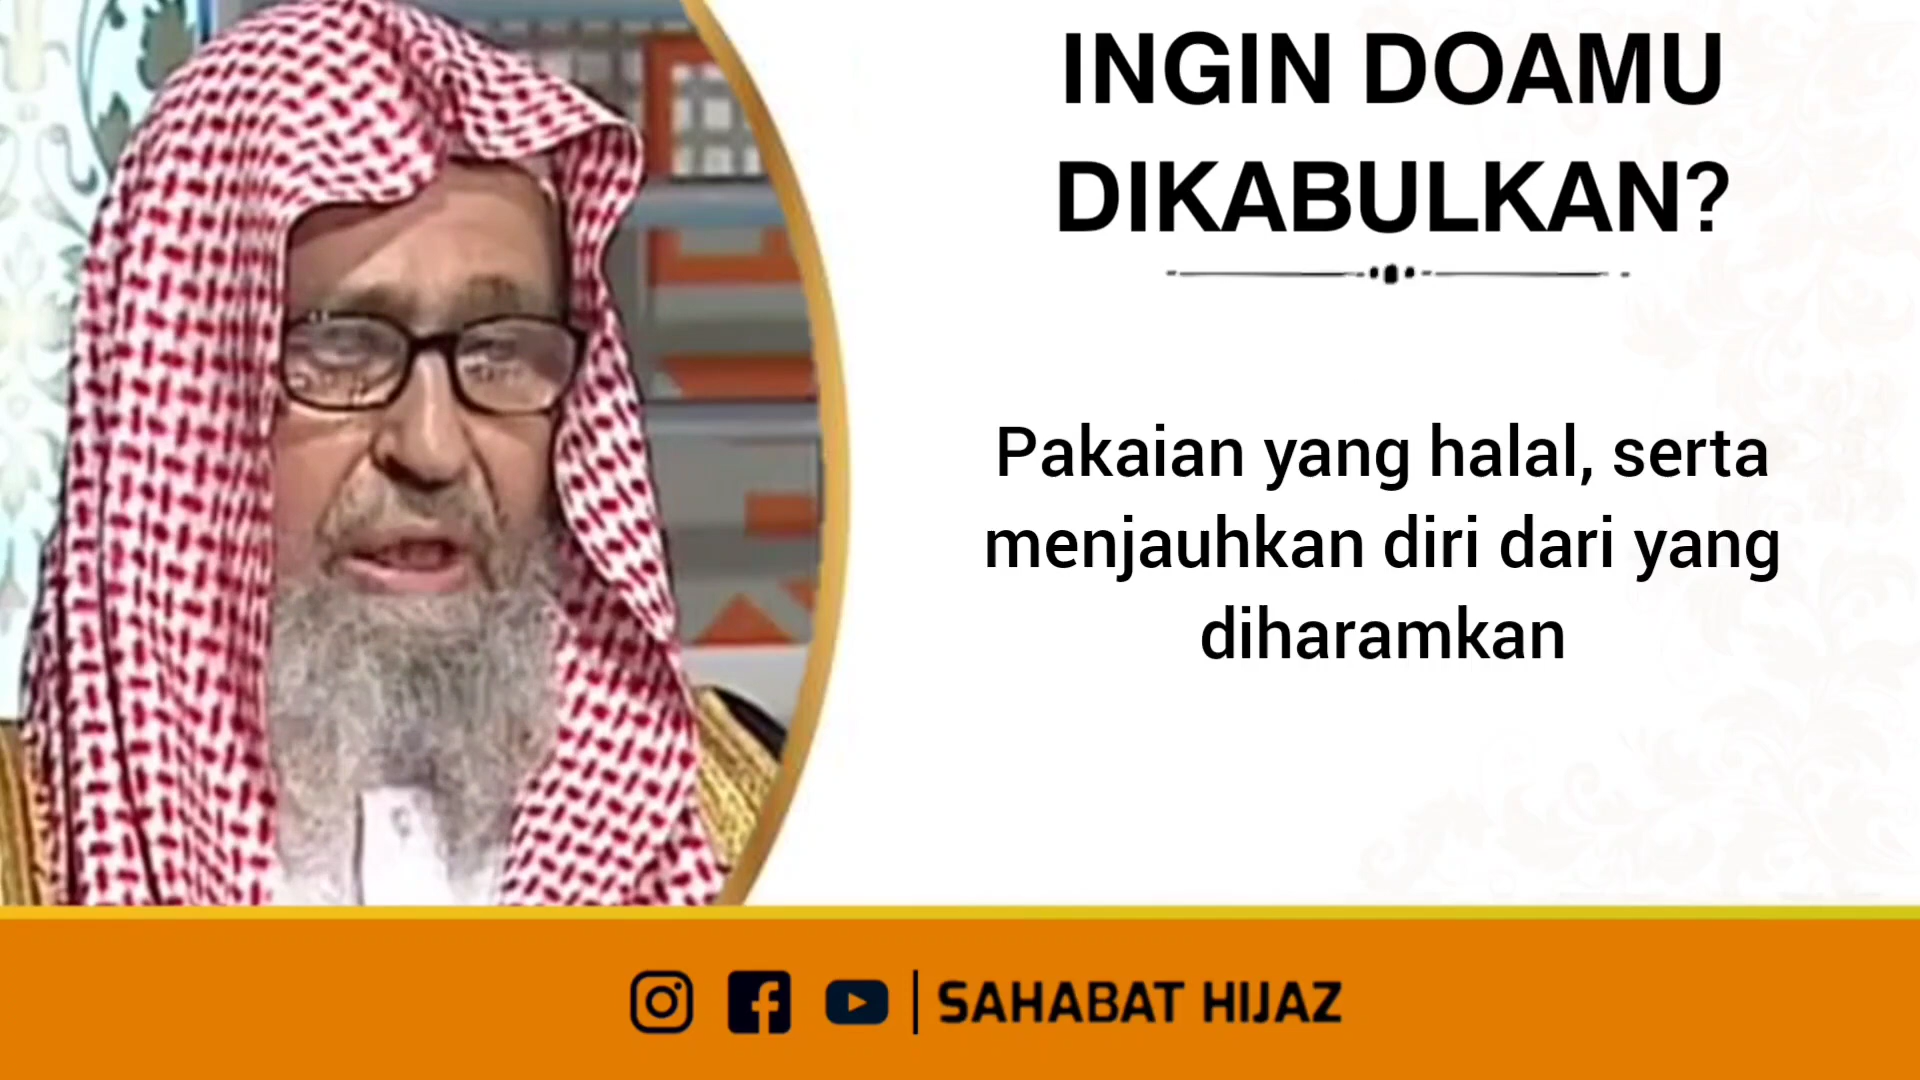 INGIN DOAMU
DIKABULKAN?
Pakaian yang halal, serta
menjauhkan diri dari yang
diharamkan
SAHABAT HIJAZ